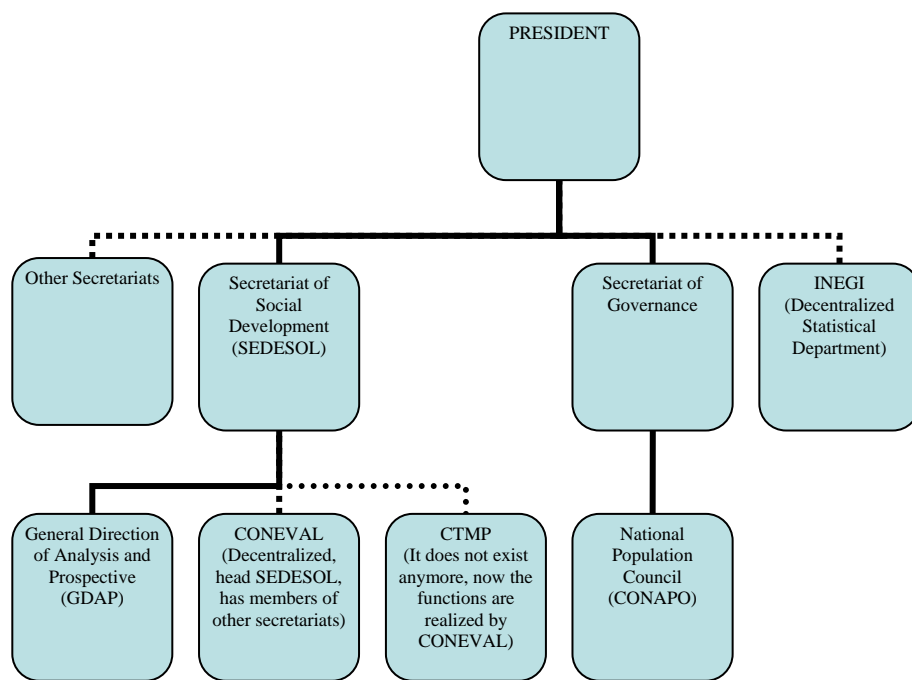 PRESIDENT
Other Secretariats
Secretariat of
Social
Development
(SEDESOL)
Secretariat of
Governance
INEGI
(Decentralized
Statistical
Department)
General Direction
of Analysis and
Prospective
(GDAP)
CONEVAL
(Decentralized,
head SEDESOL,
has members of
other secretariats)
CTMP
(It does not exist
anymore, now the
functions are
realized by
CONEVAL)
National
Population
Council
(CONAPO)